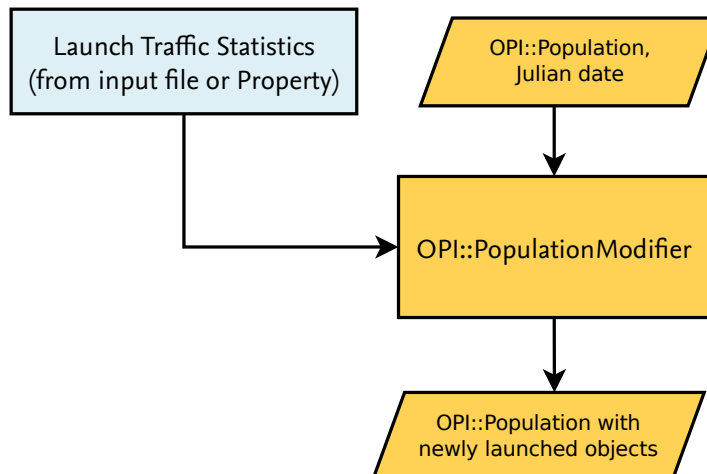 Launch Traffic Statistics
(from input file or Property)
OPI::Population,
Julian date
OPI::PopulationModifier
OPI::Population with
newly launched objects